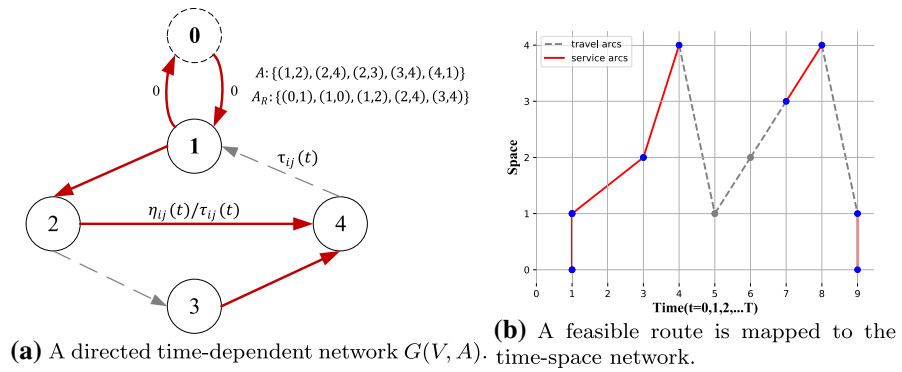 0
A:{(1,2),(2,4),(2,3),(3,4),(4,1)}
0
0
A_R:{(0,1),(1,0),(1,2),(2,4),(3,4)}
1
τ_ij(t)
2
η_ij(t)/τ_ij(t)
4
3
(a) A directed time-dependent network G(V, A).
travel arcs
service arcs
Space
4
3
2
1
0
0 1 2 3 4 5 6 7 8 9
Time(t=0,1,2,...T)
(b) A feasible route is mapped to the
time-space network.